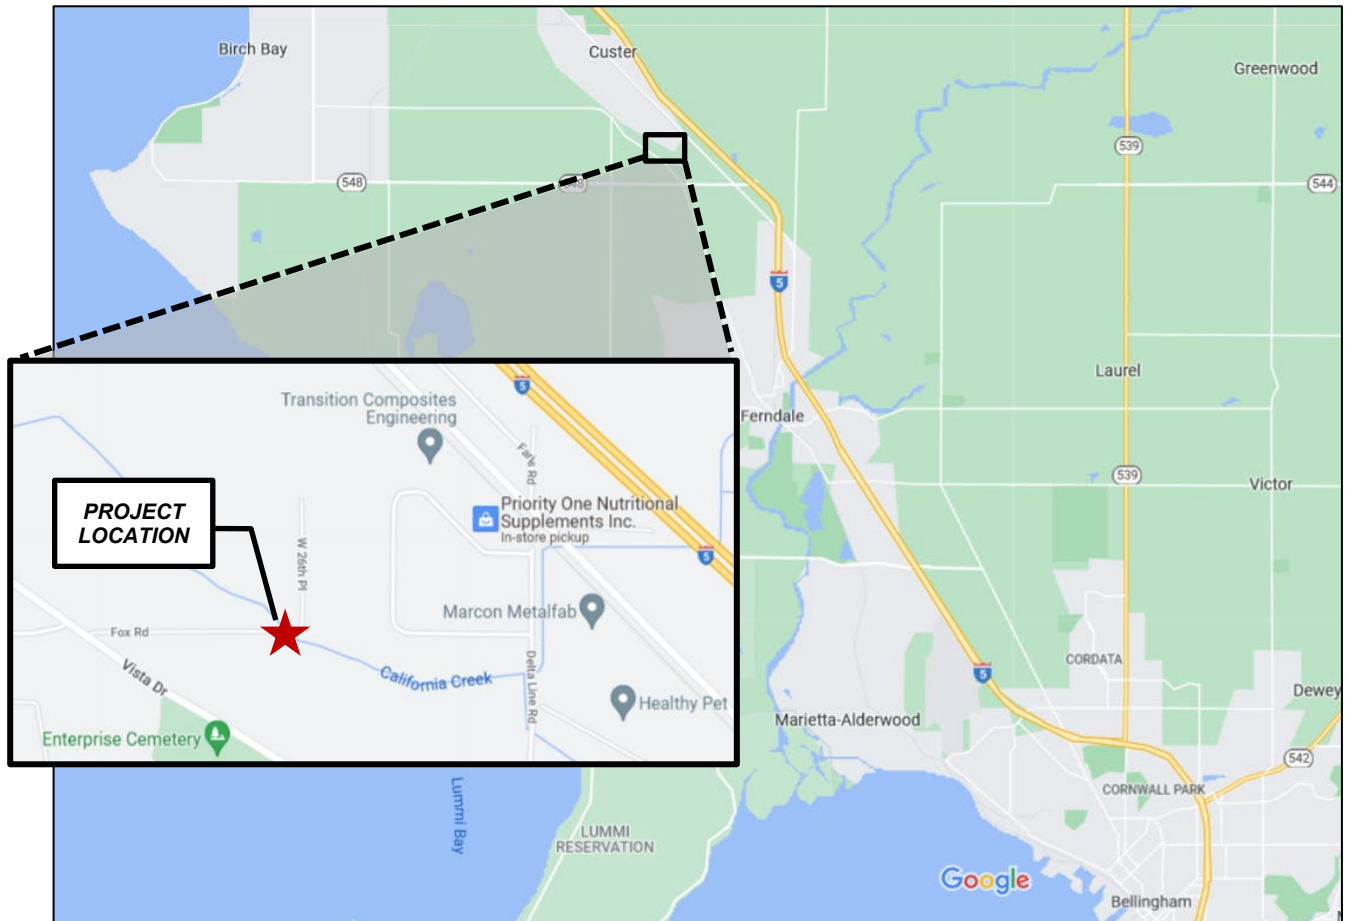 Birch Bay
Custer
Greenwood
539
548
548
544
5
Laurel
Ferndale
539
Victor
CORDATA
5
Dewey
Marietta-Alderwood
542
CORNWALL PARK
Lummi Bay
LUMMI
RESERVATION
Google
Bellingham
5
Transition Composites
Engineering
Faris Rd
Priority One Nutritional
Supplements Inc.
In-store pickup
PROJECT
LOCATION
W 26th Pl
5
Marcon Metalfab
Fox Rd
Vista Dr
California Creek
Delta Line Rd
Healthy Pet
Enterprise Cemetery